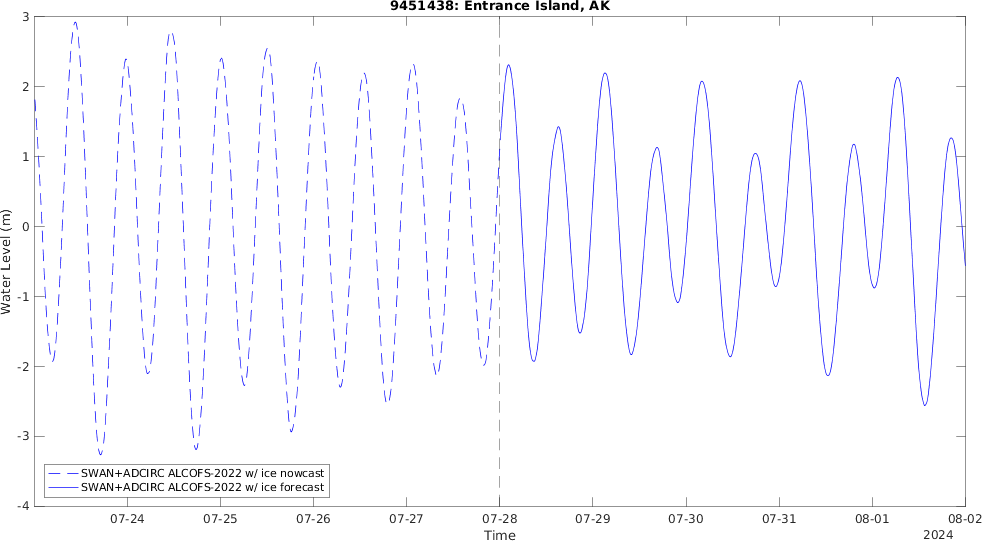 9451438: Entrance Island, AK
3
2
1
0
-1
-2
-3
-4
Water Level (m)
SWAN+ADCIRC ALCOFS-2022 w/ ice nowcast
SWAN+ADCIRC ALCOFS-2022 w/ ice forecast
07-24 07-25 07-26 07-27 07-28 07-29 07-30 07-31 08-01 08-02
Time
2024